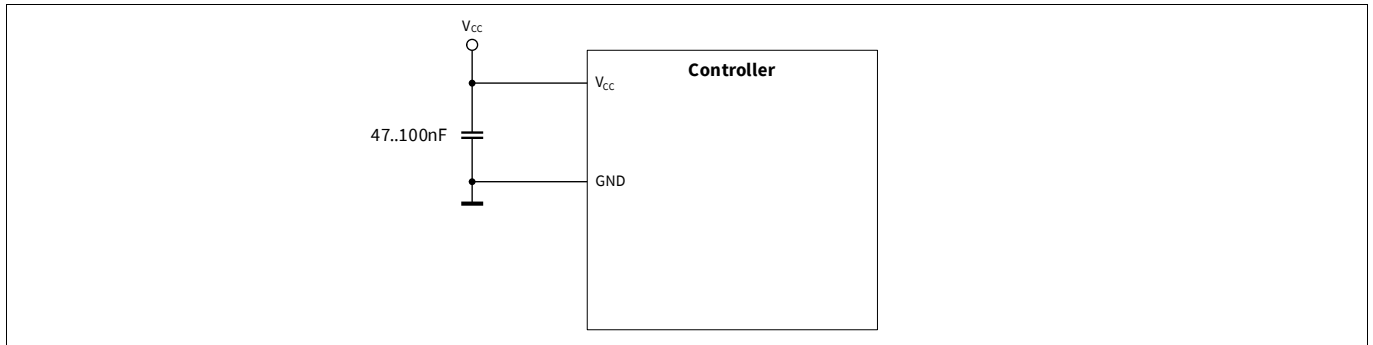 VCC
Controller
VCC
47..100nF
GND